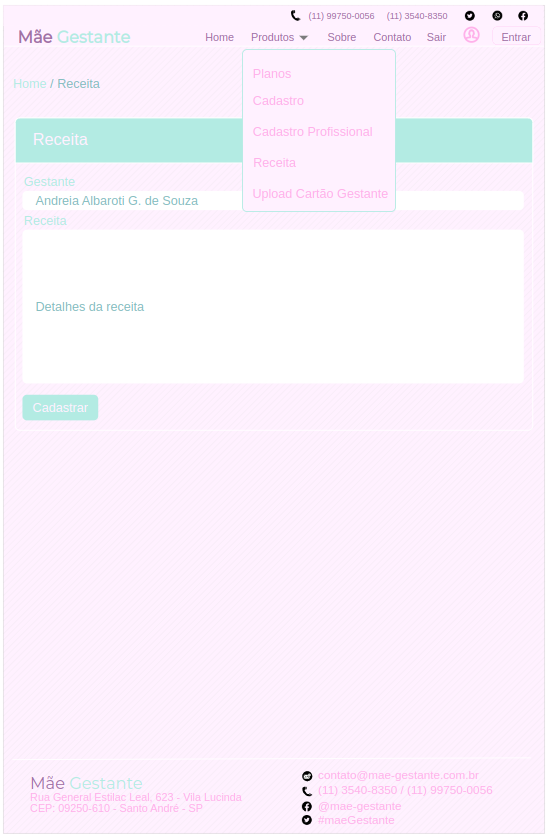 (11) 99750-0056 (11) 3540-8350
Mãe Gestante
Home Produtos Sobre Contato Sair Entrar
Planos
Cadastro
Cadastro Profissional
Receita
Upload Cartão Gestante
Home / Receita
Receita
Gestante
Andreia Albaroti G. de Souza
Receita
Detalhes da receita
Cadastrar
Mãe Gestante
Rua General Estilac Leal, 623 - Vila Lucinda
CEP: 09250-610 - Santo André - SP
contato@mae-gestante.com.br
(11) 3540-8350 / (11) 99750-0056
@mae-gestante
#maeGestante